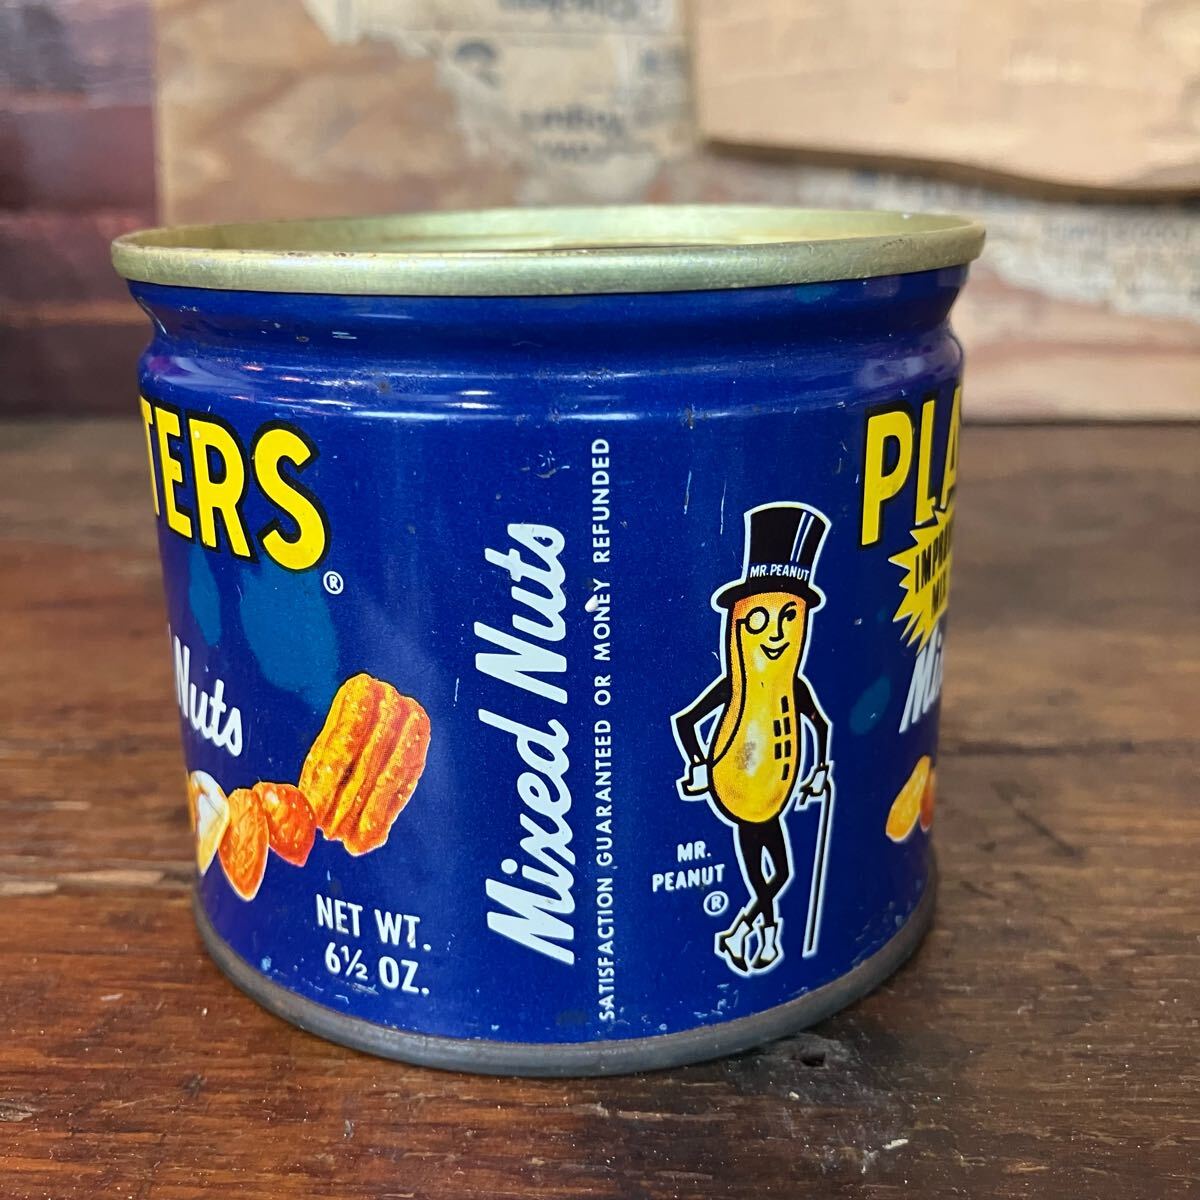 TERS®
Nuts
NET WT.
6½ OZ.
Mixed Nuts
SATISFACTION GUARANTEED OR MONEY REFUNDED
MR. PEANUT
MR.
PEANUT
®
PLA